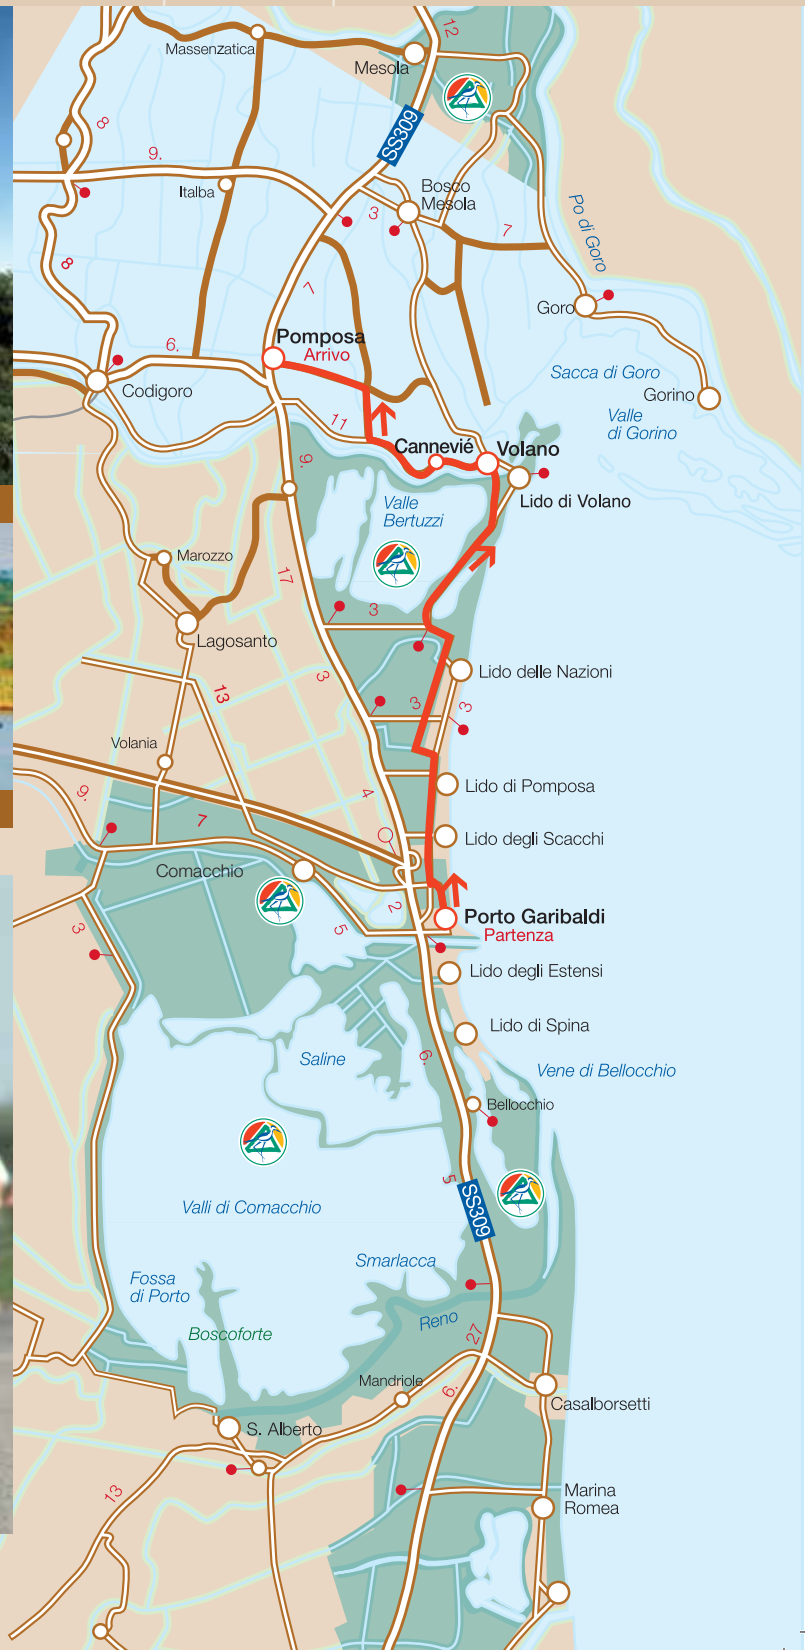 12
Massenzatica
Mesola
SS309
8
9.
Italba
Bosco
Mesola
3
7
Po di Goro
8
7
Goro
6.
Pomposa
Arrivo
Sacca di Goro
Codigoro
Gorino
Valle
di Gorino
11
Cannevié
Volano
9.
Lido di Volano
Valle
Bertuzzi
Marozzo
17
3
Lagosanto
Lido delle Nazioni
3
13
3
3
Volania
Lido di Pomposa
9.
4
7
Lido degli Scacchi
Comacchio
2
Porto Garibaldi
Partenza
3
5
Lido degli Estensi
Lido di Spina
Saline
6.
Vene di Bellocchio
Bellocchio
5
SS309
Valli di Comacchio
Smarlacca
Fossa
di Porto
Reno
Boscoforte
27
Mandriole
6.
Casalborsetti
S. Alberto
13
Marina
Romea